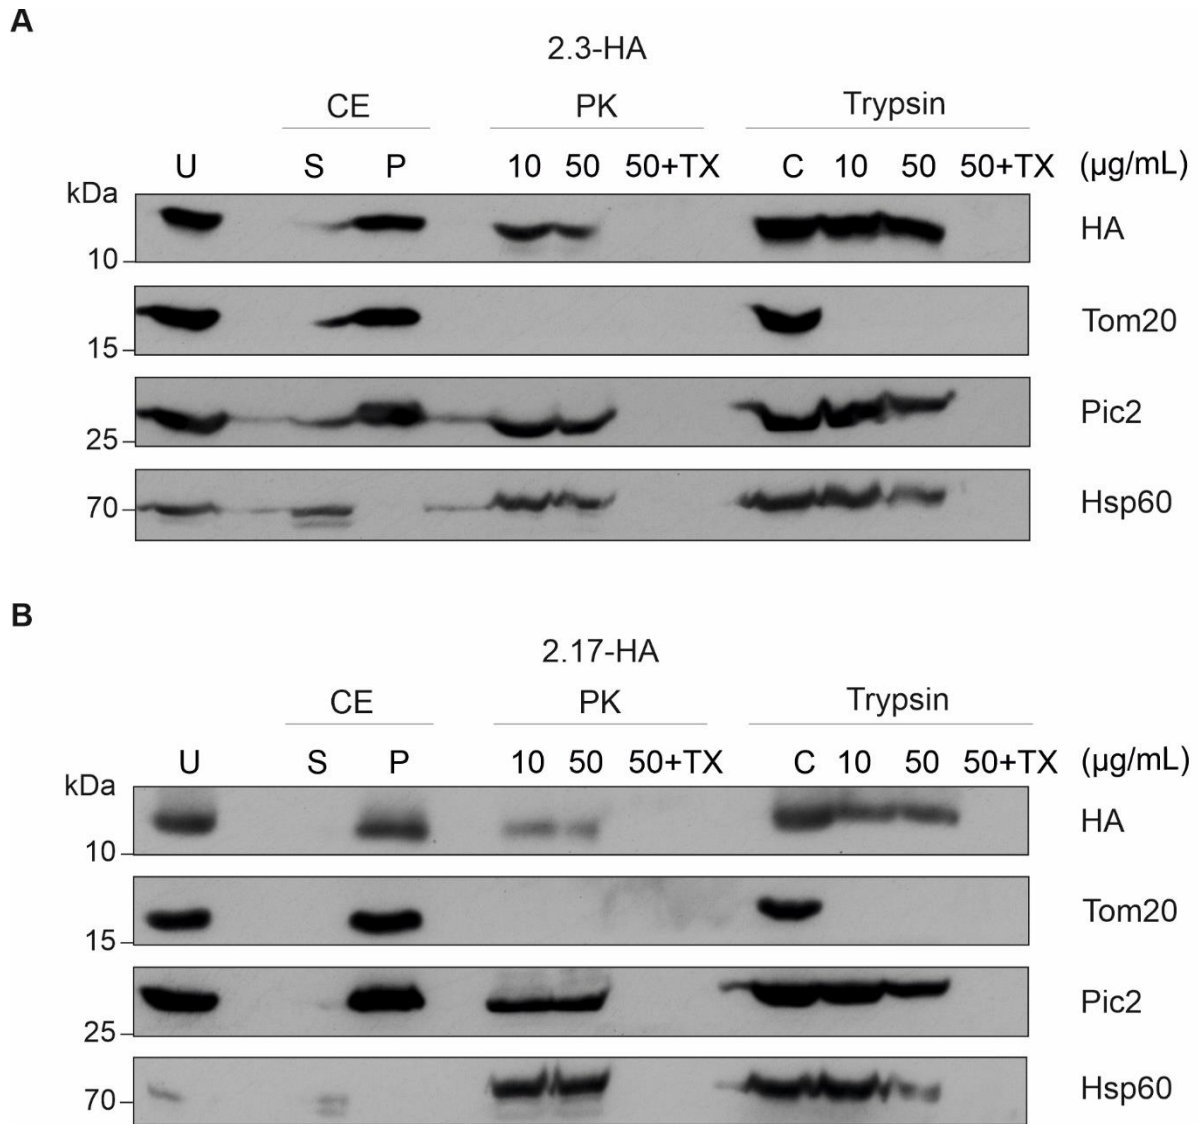 A
2.3-HA
CE PK Trypsin
U S P 10 50 50+TX C 10 50 50+TX (µg/mL)
kDa
HA
10
Tom20
15
Pic2
25
70 Hsp60
B
2.17-HA
CE PK Trypsin
U S P 10 50 50+TX C 10 50 50+TX (µg/mL)
kDa
HA
10
Tom20
15
Pic2
25
70 Hsp60